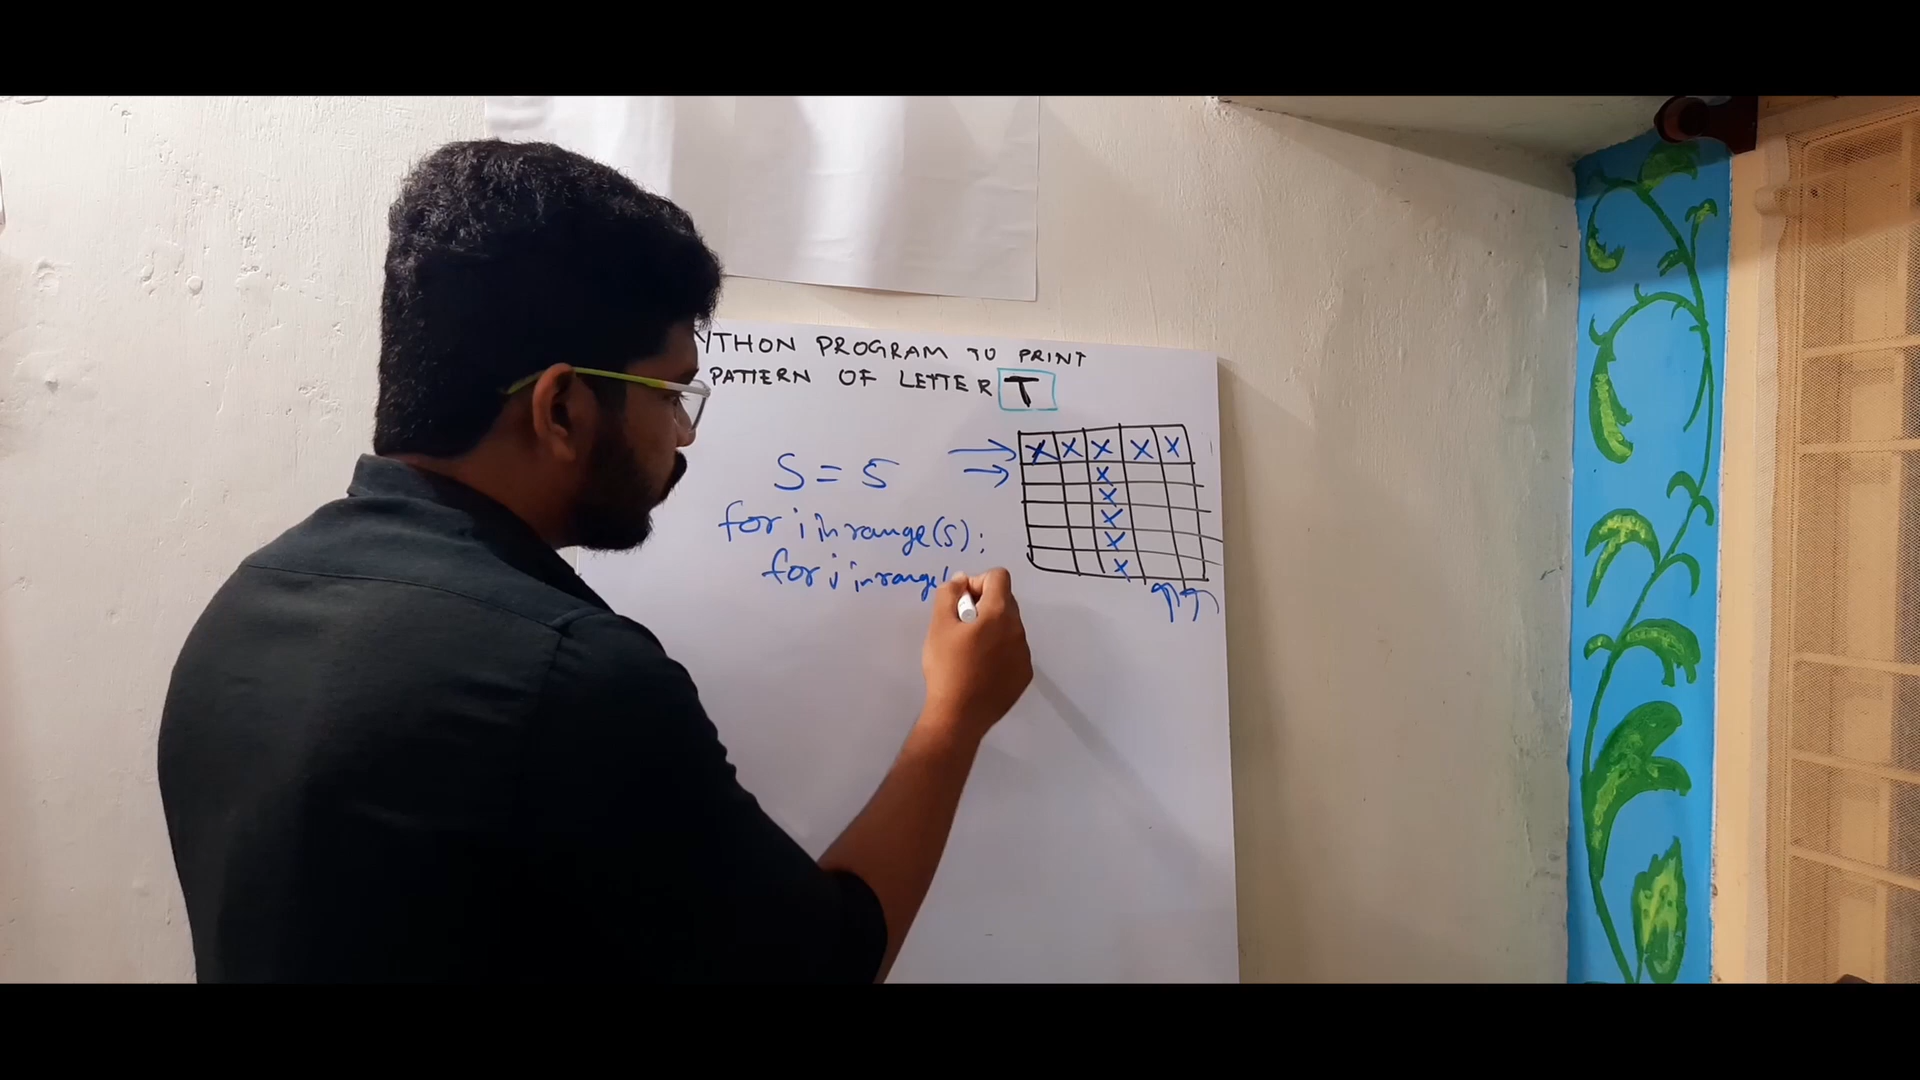 YTHON PROGRAM TO PRINT
PATTERN OF LETTER T
S = 5
for i in range(S):
for j in range(
X X X X X
X
X
X
X
X